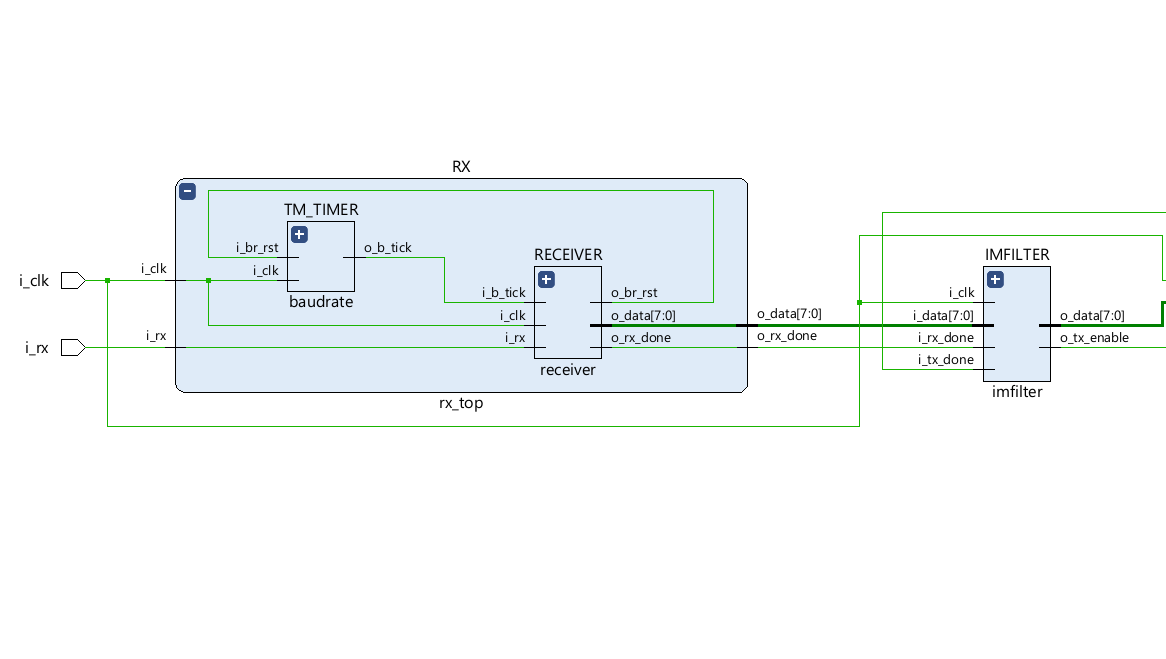 RX
TM_TIMER
i_br_rst
o_b_tick
i_clk
baudrate
i_clk
i_clk
i_rx
i_rx
RECEIVER
i_b_tick
o_br_rst
i_clk
o_data[7:0]
i_rx
o_rx_done
receiver
o_data[7:0]
o_rx_done
rx_top
IMFILTER
i_clk
i_data[7:0]
o_data[7:0]
i_rx_done
o_tx_enable
i_tx_done
imfilter